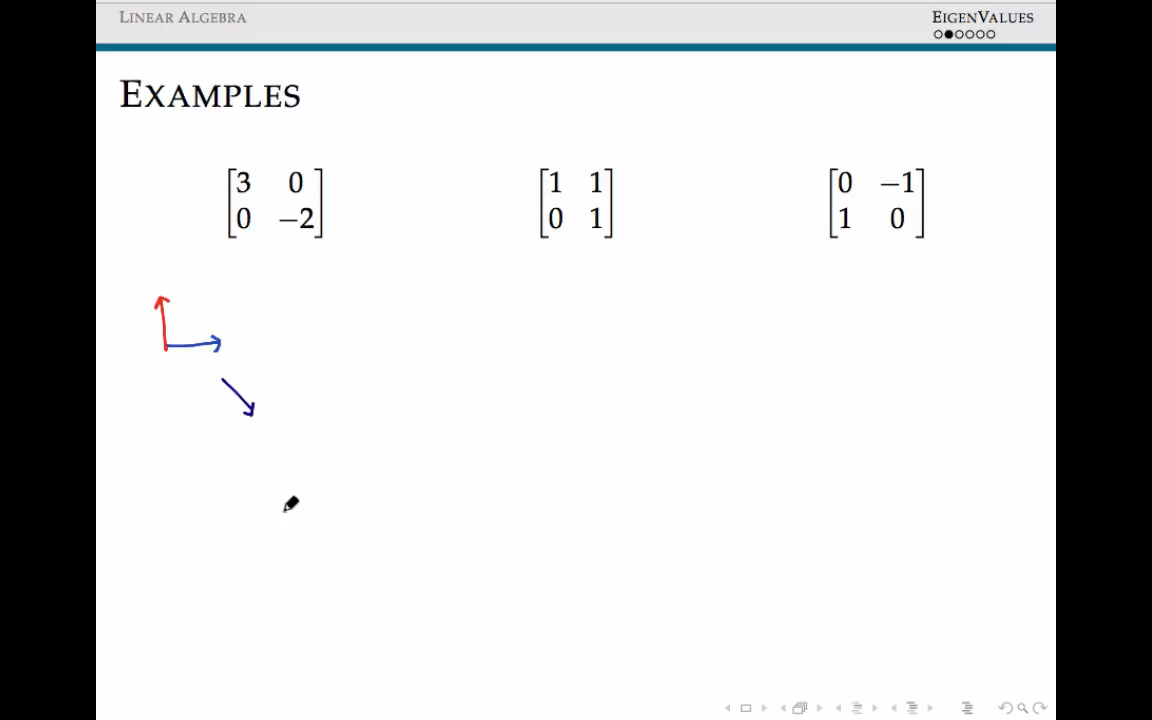 LINEAR ALGEBRA
EIGENVALUES
EXAMPLES
[3 0] [1 1] [0 −1]
[0 −2] [0 1] [1 0]